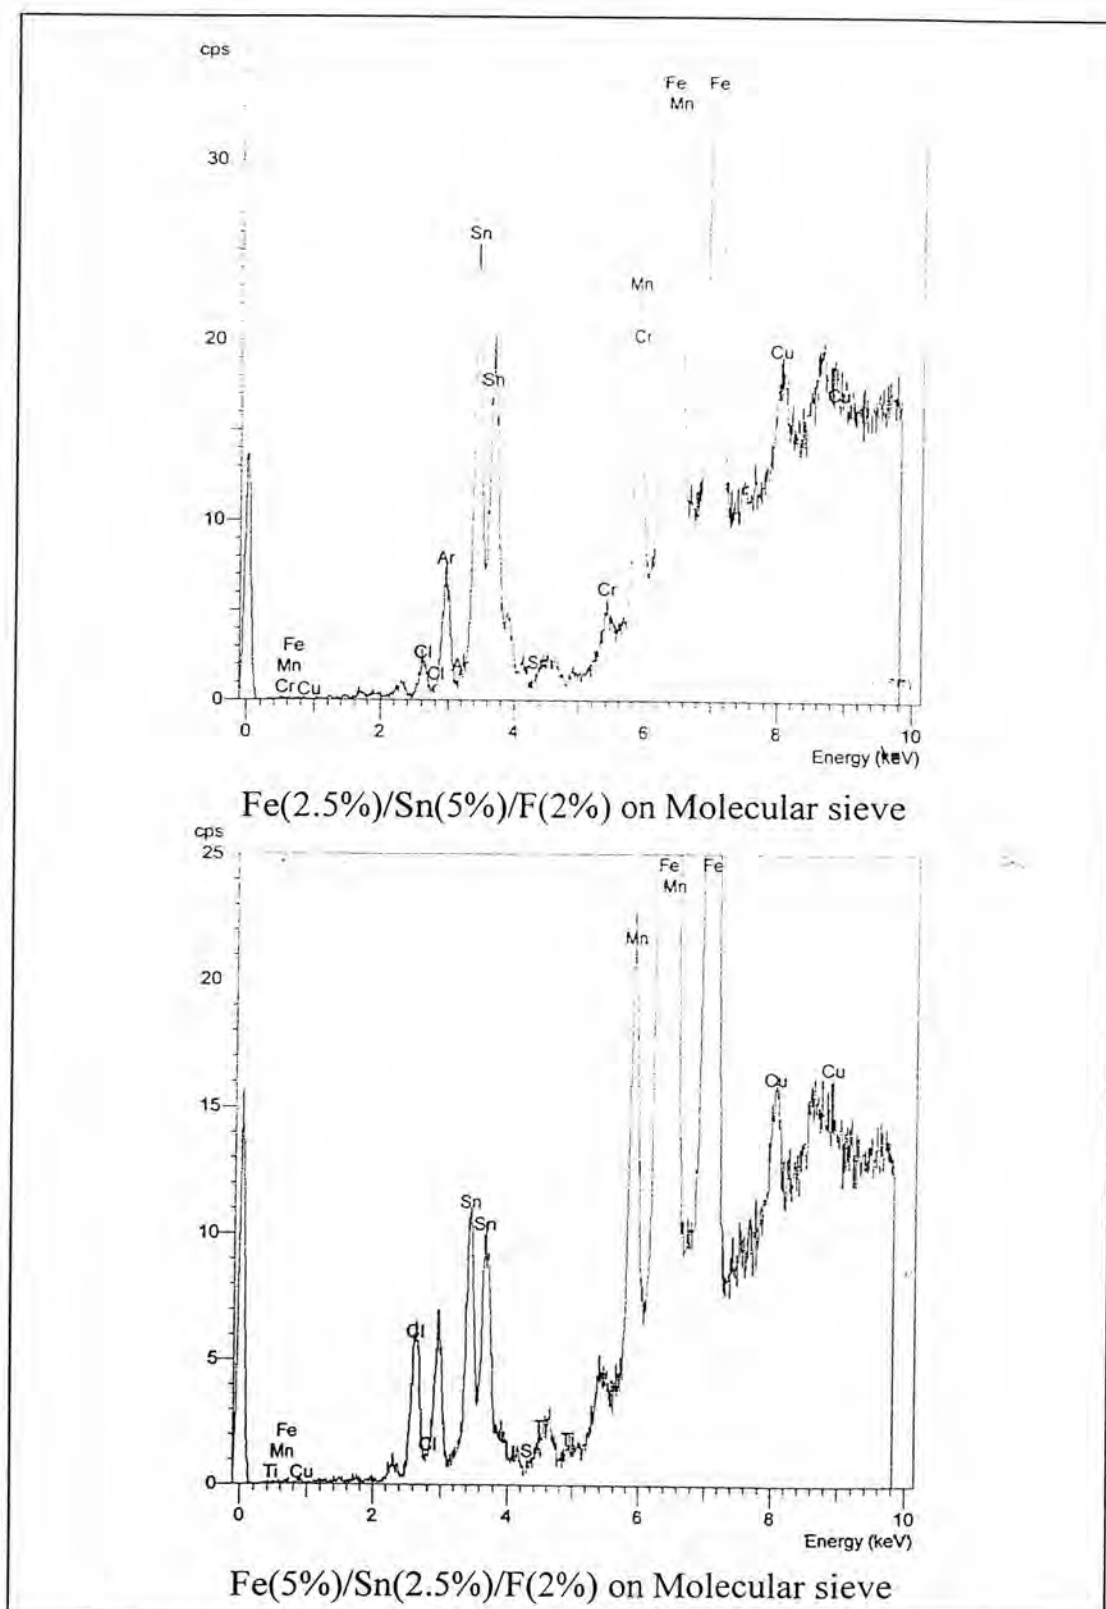 cps
Fe Fe
Mn
30
Sn
Mn
20
Cr
Cu
Sn
Cu
10
Ar
Cr
Fe
Cl
Mn
Cl Ar Sn
Cr Cu
0
0 2 4 6 8 10
Energy (keV)
Fe(2.5%)/Sn(5%)/F(2%) on Molecular sieve
cps
25
Fe Fe
Mn
Mn
20
Cu Cu
15
Sn
Sn
10
Cl
5
Fe Ti
Mn Cl Sn Ti
Ti Cu
0
0 2 4 6 8 10
Energy (keV)
Fe(5%)/Sn(2.5%)/F(2%) on Molecular sieve